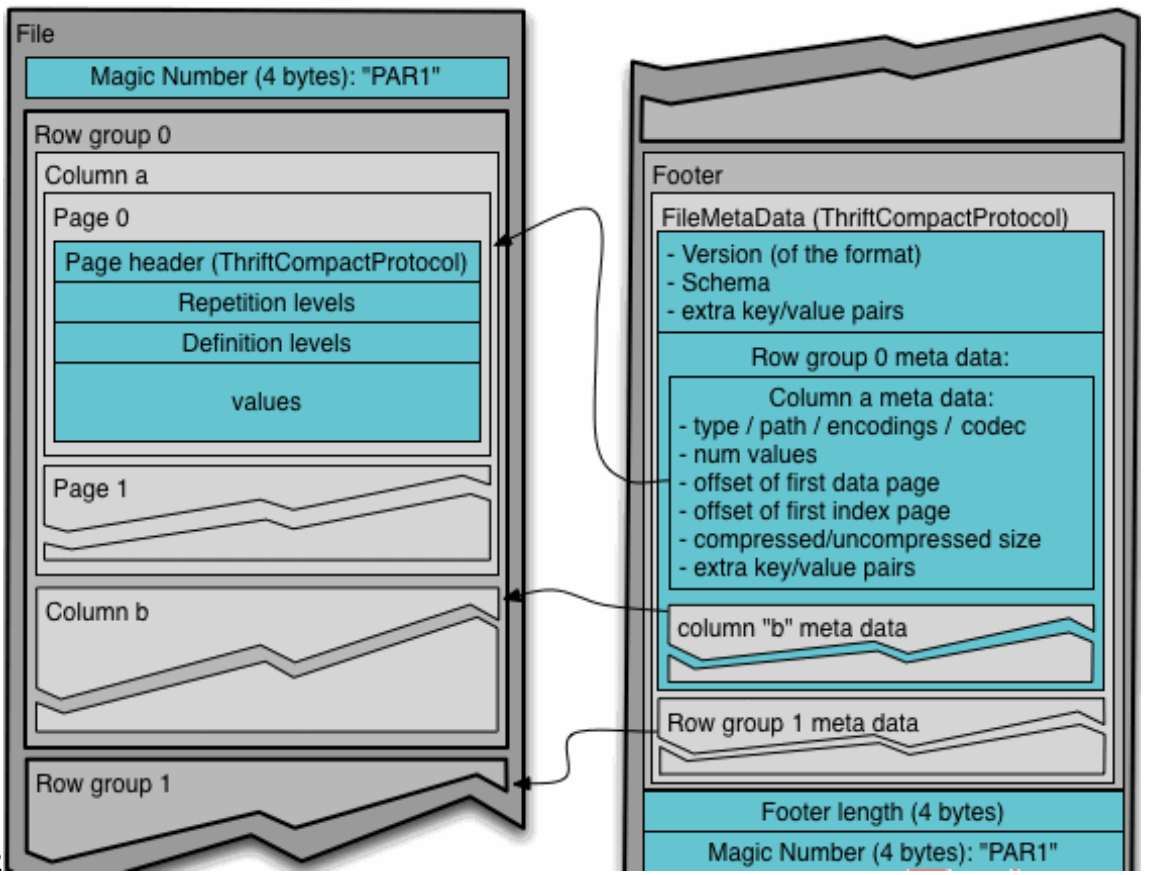 File
Magic Number (4 bytes): "PAR1"
Row group 0
Column a
Page 0
Page header (ThriftCompactProtocol)
Repetition levels
Definition levels
values
Page 1
Column b
Row group 1
Footer
FileMetaData (ThriftCompactProtocol)
- Version (of the format)
- Schema
- extra key/value pairs
Row group 0 meta data:
Column a meta data:
- type / path / encodings / codec
- num values
- offset of first data page
- offset of first index page
- compressed/uncompressed size
- extra key/value pairs
column "b" meta data
Row group 1 meta data
Footer length (4 bytes)
Magic Number (4 bytes): "PAR1"